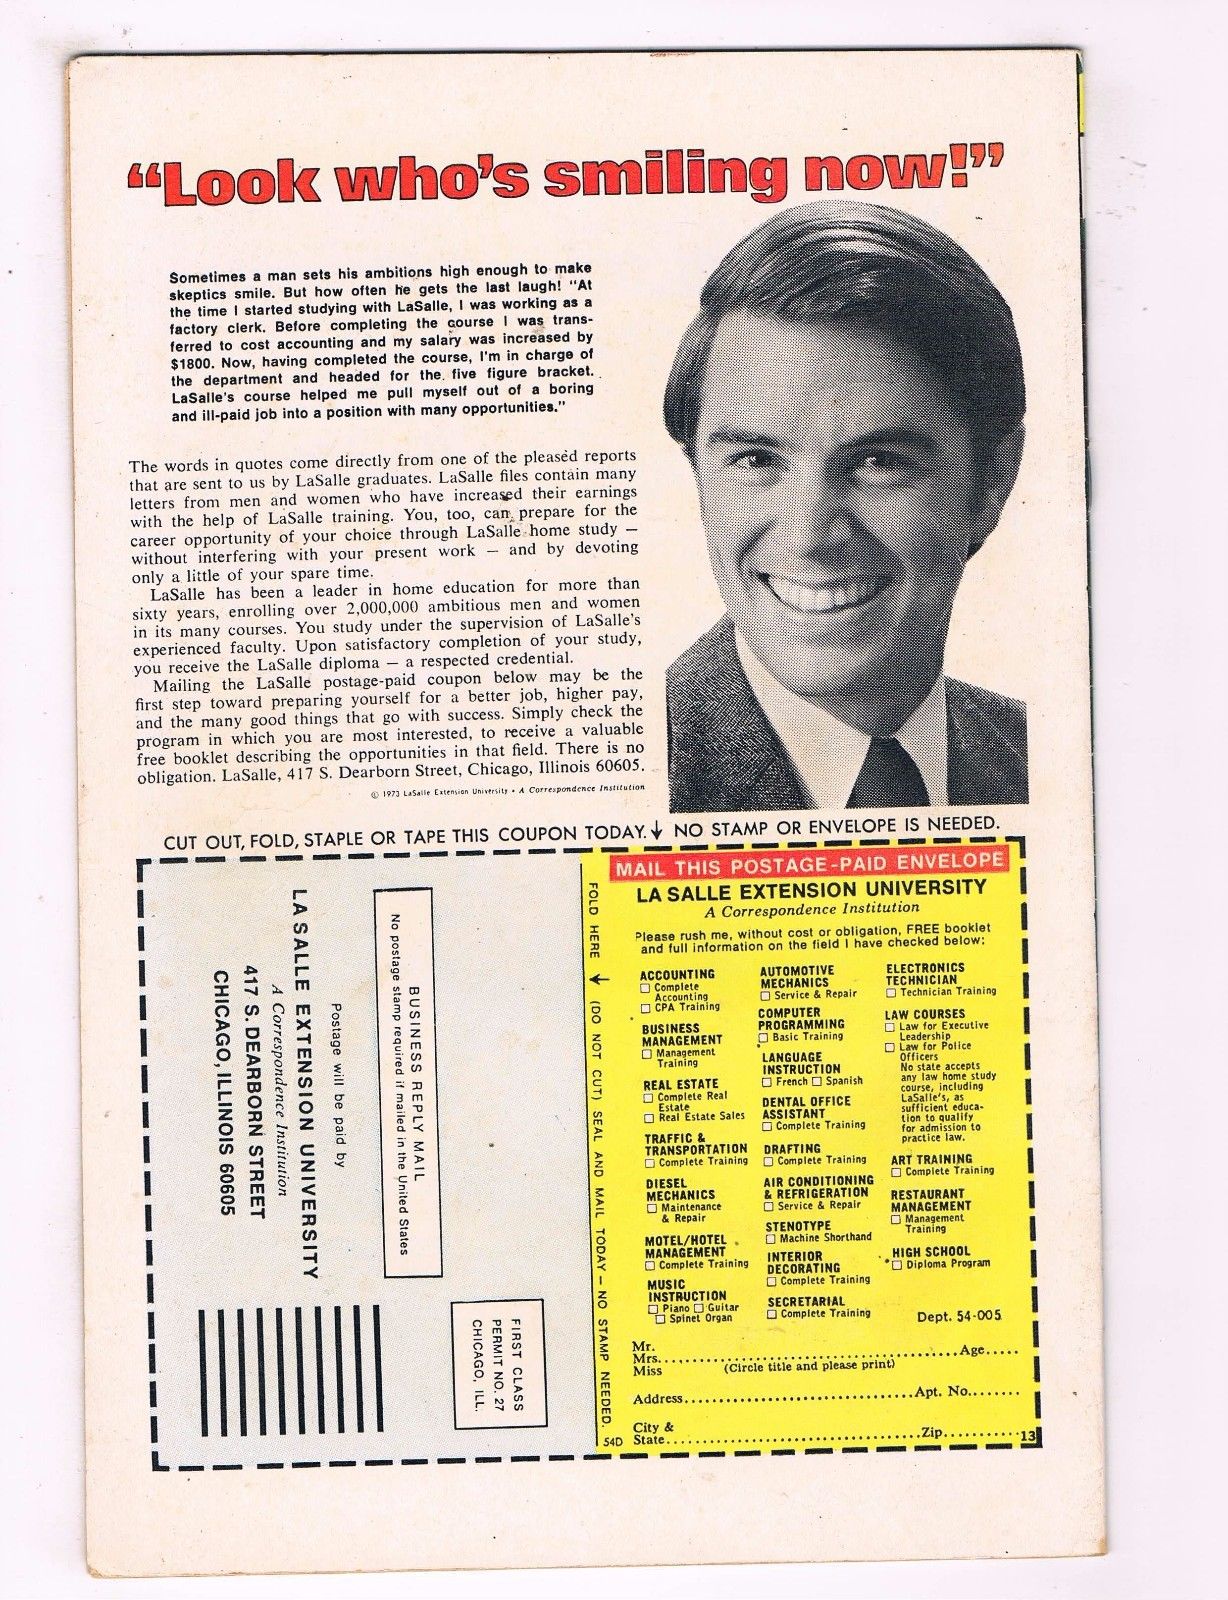 “Look who’s smiling now!”
Sometimes a man sets his ambitions high enough to make
skeptics smile. But how often he gets the last laugh! "At
the time I started studying with LaSalle, I was working as a
factory clerk. Before completing the course I was trans-
ferred to cost accounting and my salary was increased by
$1800. Now, having completed the course, I'm in charge of
the department and headed for the five figure bracket.
LaSalle's course helped me pull myself out of a boring
and ill-paid job into a position with many opportunities."
The words in quotes come directly from one of the pleased reports
that are sent to us by LaSalle graduates. LaSalle files contain many
letters from men and women who have increased their earnings
with the help of LaSalle training. You, too, can prepare for the
career opportunity of your choice through LaSalle home study —
without interfering with your present work — and by devoting
only a little of your spare time.
LaSalle has been a leader in home education for more than
sixty years, enrolling over 2,000,000 ambitious men and women
in its many courses. You study under the supervision of LaSalle's
experienced faculty. Upon satisfactory completion of your study,
you receive the LaSalle diploma — a respected credential.
Mailing the LaSalle postage-paid coupon below may be the
first step toward preparing yourself for a better job, higher pay,
and the many good things that go with success. Simply check the
program in which you are most interested, to receive a valuable
free booklet describing the opportunities in that field. There is no
obligation. LaSalle, 417 S. Dearborn Street, Chicago, Illinois 60605.
© 1973 LaSalle Extension University • A Correspondence Institution
CUT OUT, FOLD, STAPLE OR TAPE THIS COUPON TODAY. ↓ NO STAMP OR ENVELOPE IS NEEDED.
FIRST CLASS
PERMIT NO. 27
CHICAGO, ILL.
BUSINESS REPLY MAIL
No postage stamp required if mailed in the United States
Postage will be paid by
LA SALLE EXTENSION UNIVERSITY
A Correspondence Institution
417 S. DEARBORN STREET
CHICAGO, ILLINOIS 60605
FOLD HERE ↓ (DO NOT CUT) SEAL AND MAIL TODAY — NO STAMP NEEDED.
54D
MAIL THIS POSTAGE-PAID ENVELOPE
LA SALLE EXTENSION UNIVERSITY
A Correspondence Institution
Please rush me, without cost or obligation, FREE booklet
and full information on the field I have checked below:
ACCOUNTING
☐ Complete
Accounting
☐ CPA Training
BUSINESS
MANAGEMENT
☐ Management
Training
REAL ESTATE
☐ Complete Real
Estate
☐ Real Estate Sales
TRAFFIC &
TRANSPORTATION
☐ Complete Training
DIESEL
MECHANICS
☐ Maintenance
& Repair
MOTEL/HOTEL
MANAGEMENT
☐ Complete Training
MUSIC
INSTRUCTION
☐ Piano ☐ Guitar
☐ Spinet Organ
AUTOMOTIVE
MECHANICS
☐ Service & Repair
COMPUTER
PROGRAMMING
☐ Basic Training
LANGUAGE
INSTRUCTION
☐ French ☐ Spanish
DENTAL OFFICE
ASSISTANT
☐ Complete Training
DRAFTING
☐ Complete Training
AIR CONDITIONING
& REFRIGERATION
☐ Service & Repair
STENOTYPE
☐ Machine Shorthand
INTERIOR
DECORATING
☐ Complete Training
SECRETARIAL
☐ Complete Training
ELECTRONICS
TECHNICIAN
☐ Technician Training
LAW COURSES
☐ Law for Executive
Leadership
☐ Law for Police
Officers
No state accepts
any law home study
course, including
LaSalle's, as
sufficient educa-
tion to qualify
for admission to
practice law.
ART TRAINING
☐ Complete Training
RESTAURANT
MANAGEMENT
☐ Management
Training
HIGH SCHOOL
☐ Diploma Program
Dept. 54-005
Mr.
Mrs. .......... Age.....
Miss (Circle title and please print)
Address.......... Apt. No........
City &
State.......... Zip..........
13